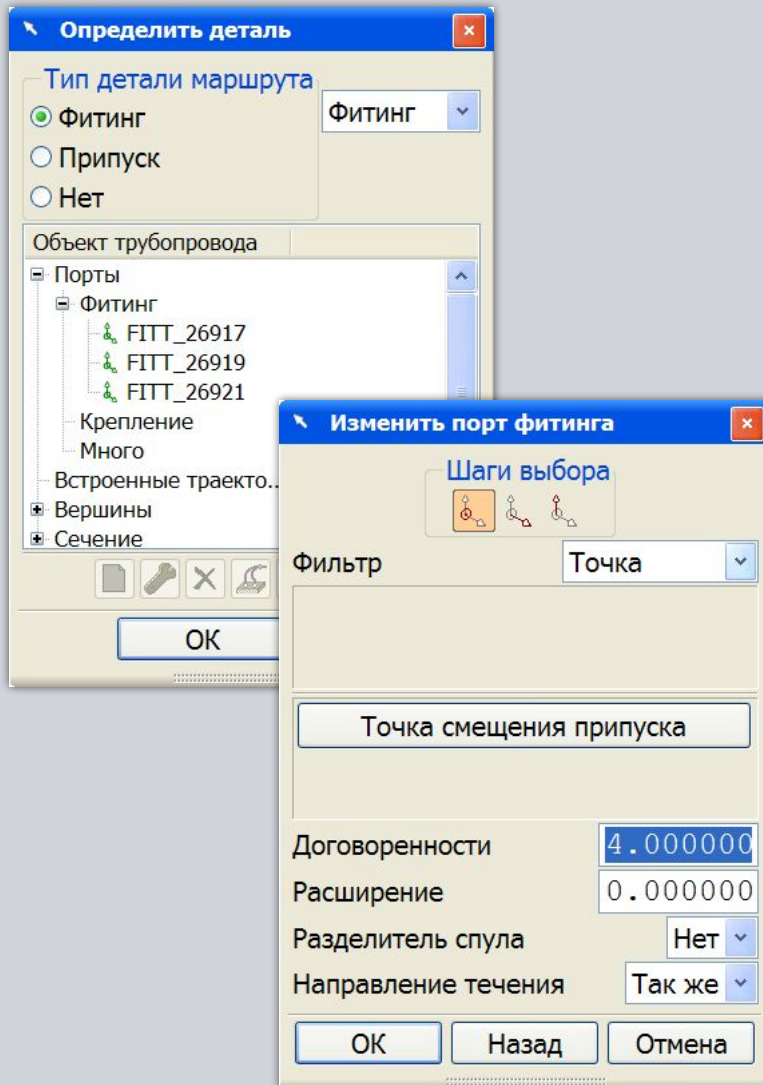 Определить деталь
Тип детали маршрута
Фитинг
Фитинг
Припуск
Нет
Объект трубопровода
Порты
Фитинг
FITT_26917
FITT_26919
FITT_26921
Крепление
Много
Встроенные траекто..
Вершины
Сечение
ОК
Изменить порт фитинга
Шаги выбора
Фильтр Точка
Точка смещения припуска
Договоренности 4.000000
Расширение 0.000000
Разделитель спула Нет
Направление течения Так же
ОК Назад Отмена